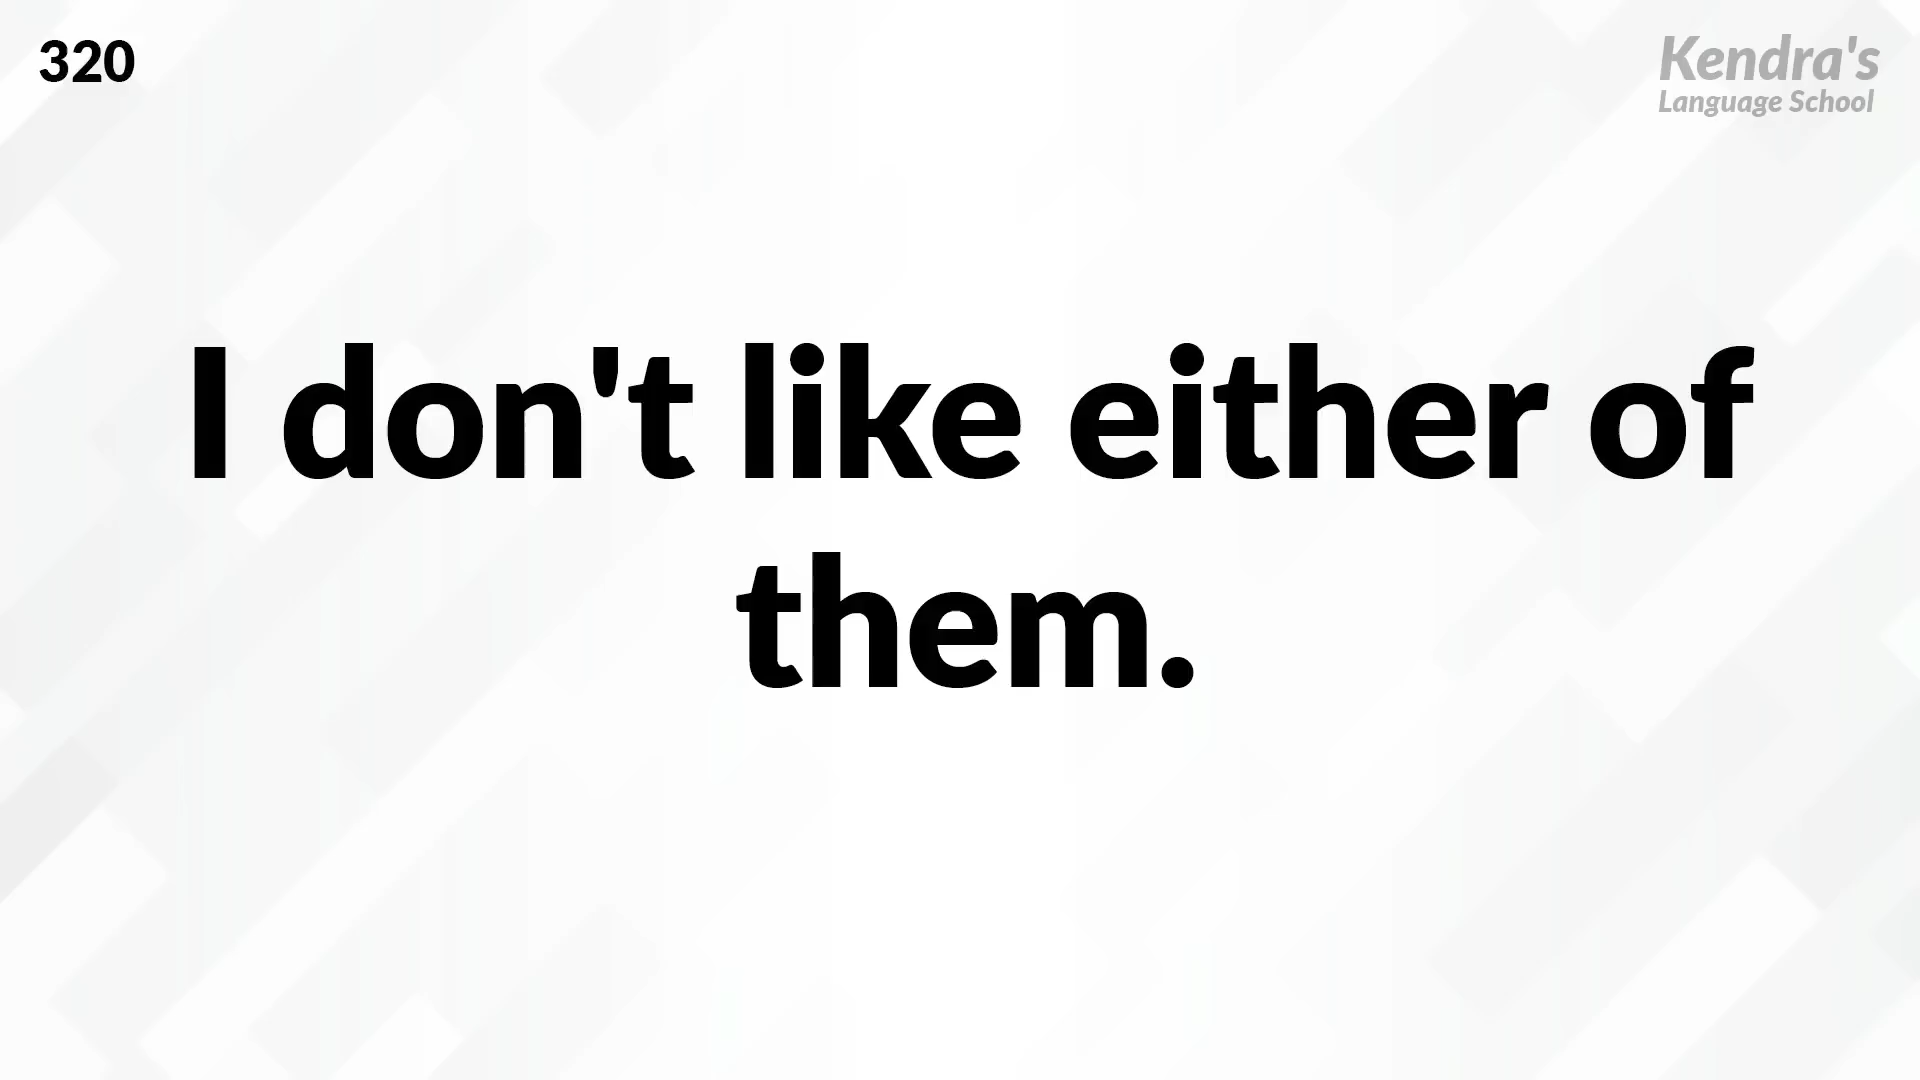 320
Kendra's
Language School
I don't like either of
them.